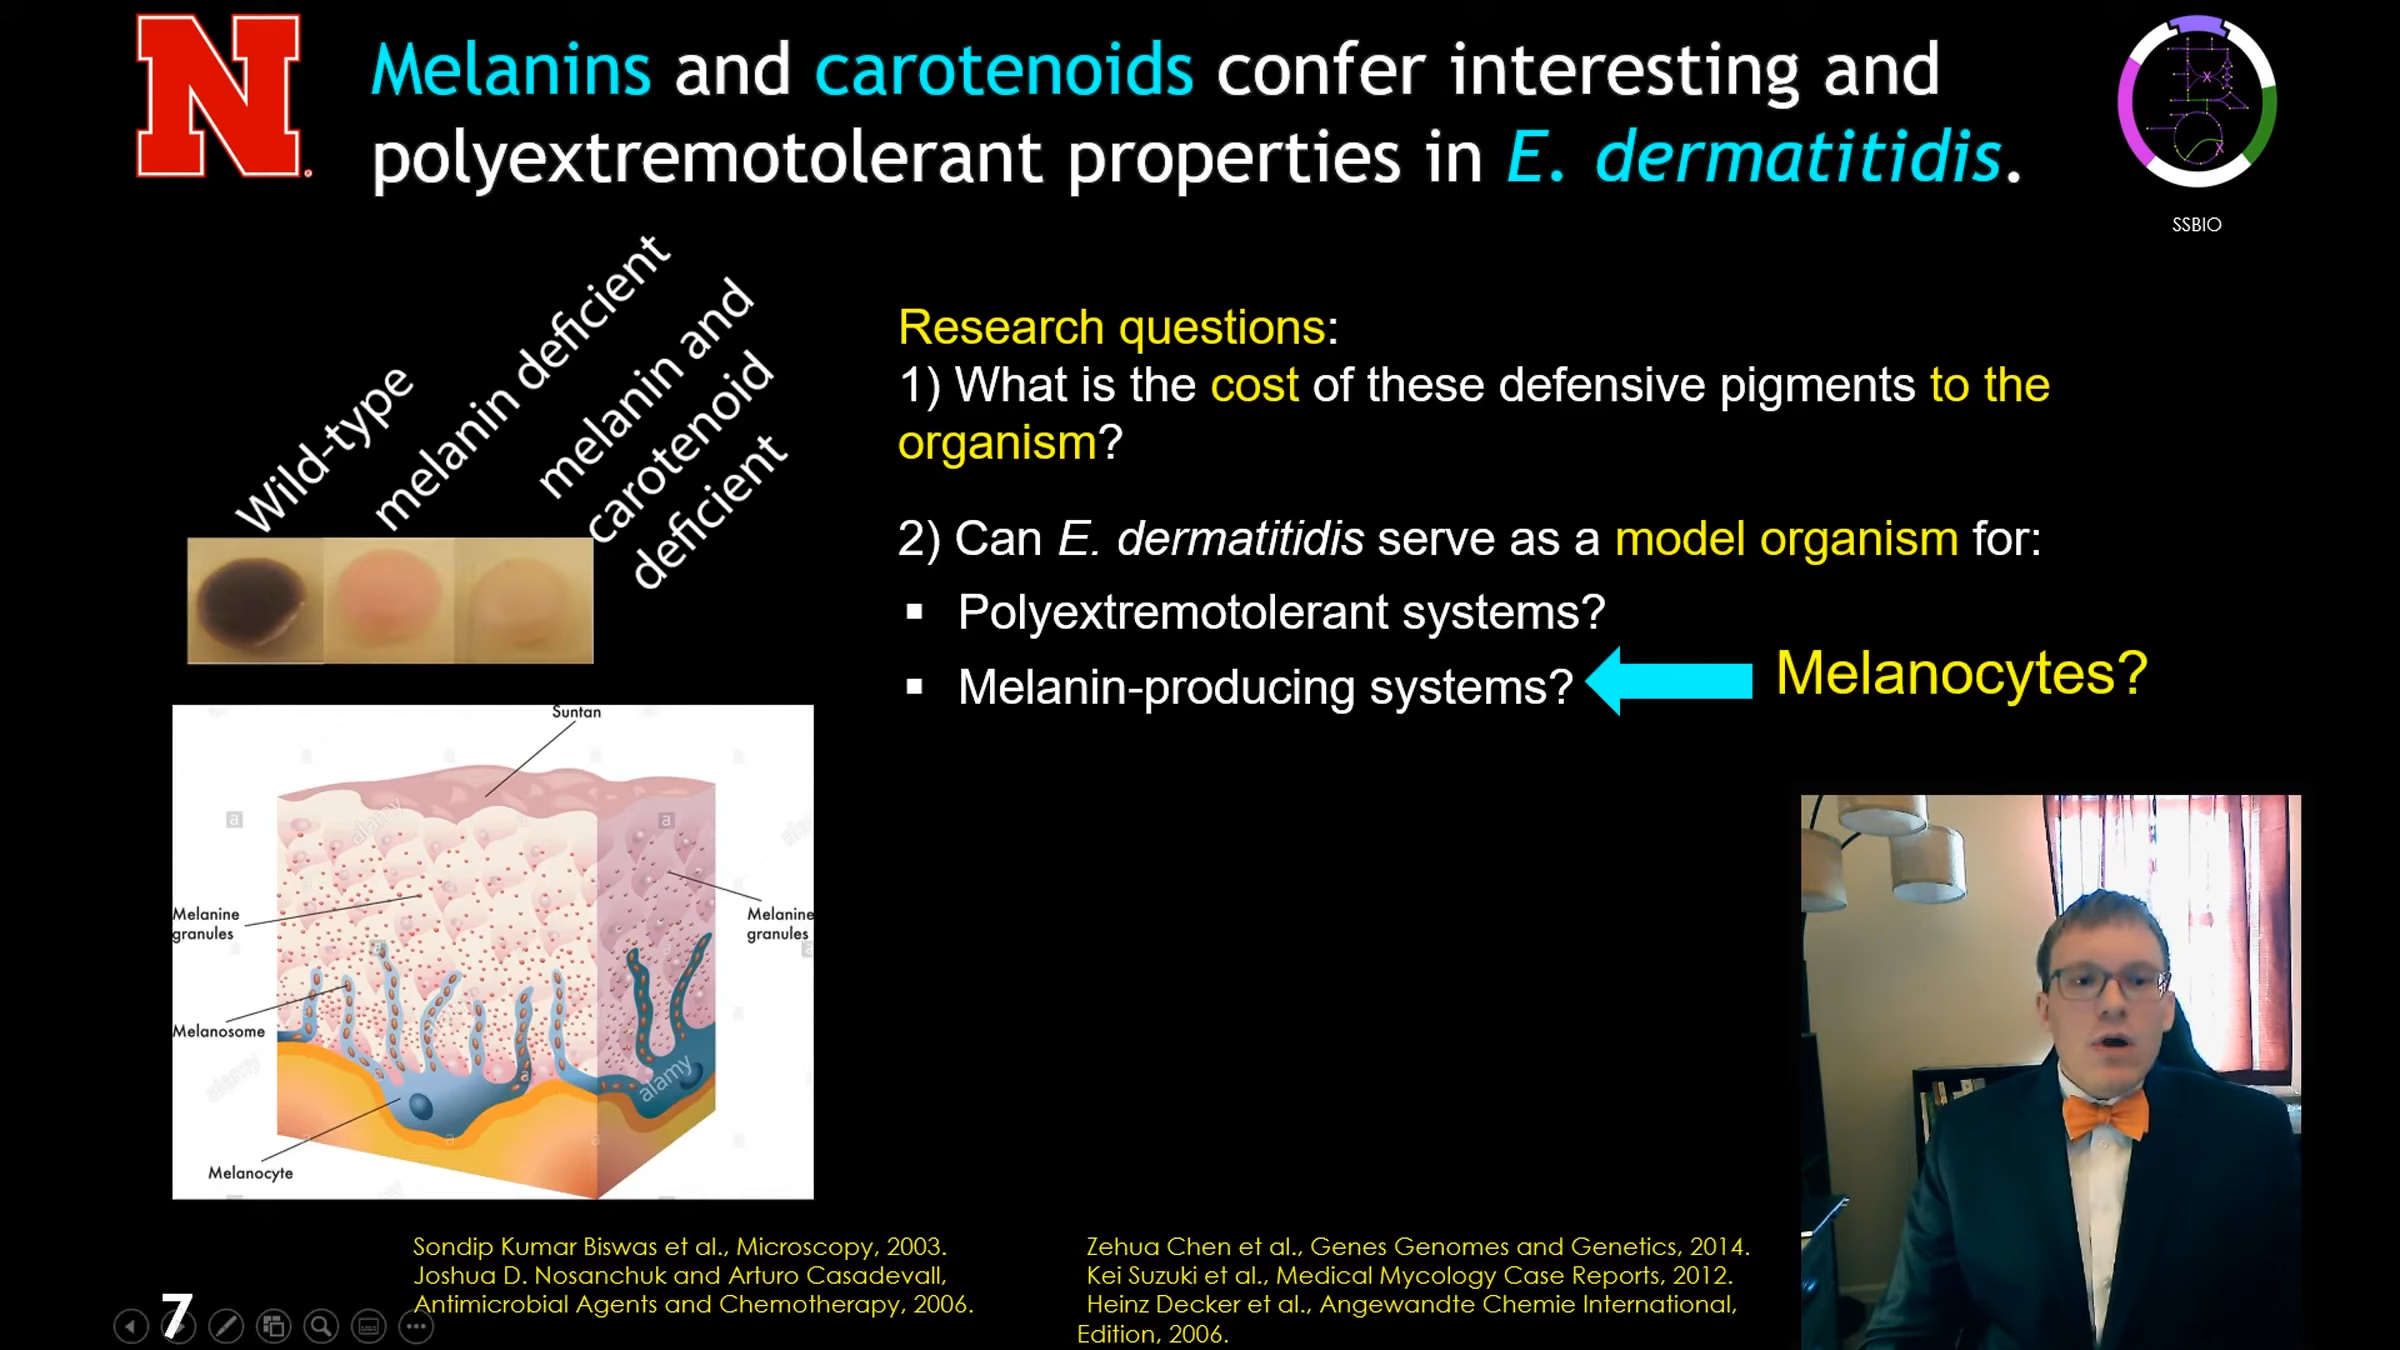 Melanins and carotenoids confer interesting and
polyextremotolerant properties in E. dermatitidis.
SSBIO
Wild-type
melanin deficient
melanin and
carotenoid
deficient
Research questions:
1) What is the cost of these defensive pigments to the
organism?
2) Can E. dermatitidis serve as a model organism for:
▪ Polyextremotolerant systems?
▪ Melanin-producing systems?
Melanocytes?
Suntan
Melanine
granules
Melanine
granules
Melanosome
Melanocyte
a
a
alamy
alamy
alamy
Sondip Kumar Biswas et al., Microscopy, 2003.
Joshua D. Nosanchuk and Arturo Casadevall,
Antimicrobial Agents and Chemotherapy, 2006.
Zehua Chen et al., Genes Genomes and Genetics, 2014.
Kei Suzuki et al., Medical Mycology Case Reports, 2012.
Heinz Decker et al., Angewandte Chemie International,
Edition, 2006.
7
N